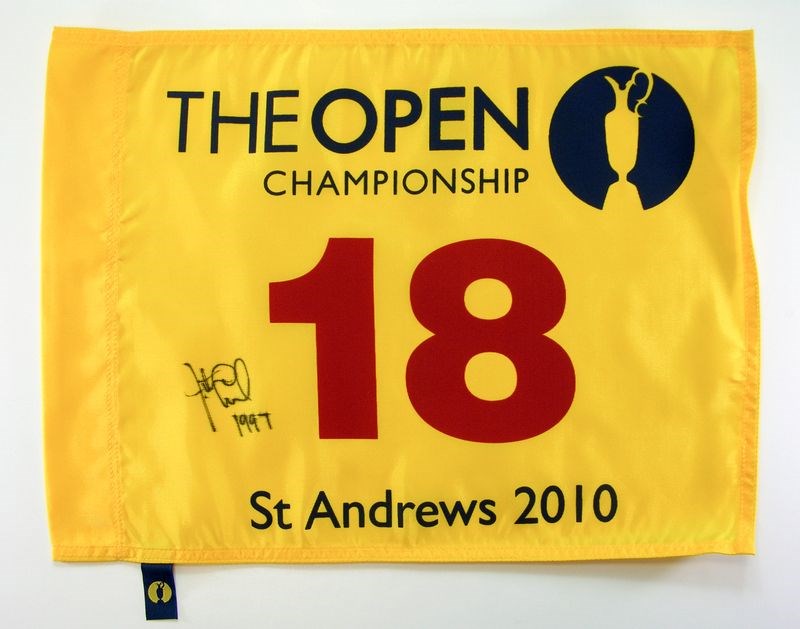 THE OPEN
CHAMPIONSHIP
18
1997
St Andrews 2010